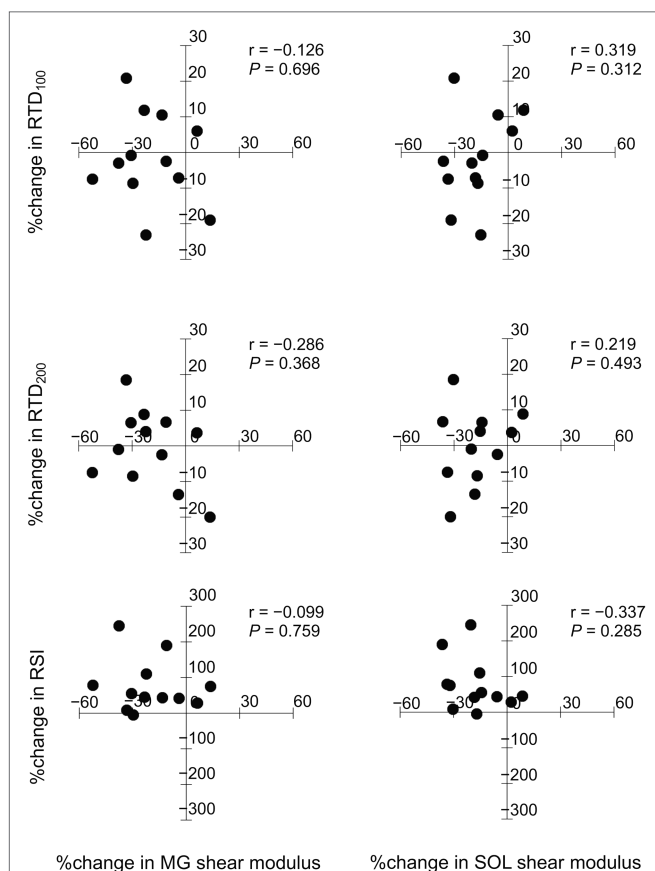 %change in RTD100
30
20
10
−60 −30 0 30 60
−10
−20
−30
r = −0.126
P = 0.696
30
20
10
−60 −30 0 30 60
−10
−20
−30
r = 0.319
P = 0.312
%change in RTD200
30
20
10
−60 −30 0 30 60
−10
−20
−30
r = −0.286
P = 0.368
30
20
10
−60 −30 0 30 60
−10
−20
−30
r = 0.219
P = 0.493
%change in RSI
300
200
100
−60 −30 0 30 60
−100
−200
−300
r = −0.099
P = 0.759
300
200
100
−60 −30 0 30 60
−100
−200
−300
r = −0.337
P = 0.285
%change in MG shear modulus
%change in SOL shear modulus